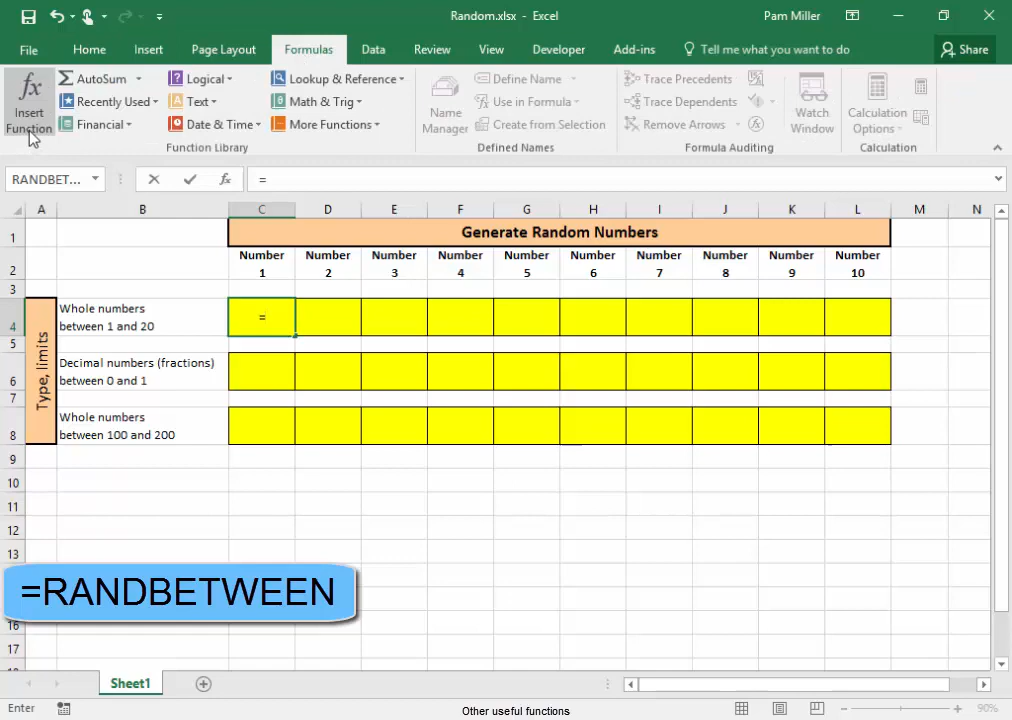 Random.xlsx - Excel
Pam Miller
File Home Insert Page Layout Formulas Data Review View Developer Add-ins Tell me what you want to do Share
fx Insert Function
AutoSum
Recently Used
Financial
Logical
Text
Date & Time
Lookup & Reference
Math & Trig
More Functions
Function Library
Name Manager
Define Name
Use in Formula
Create from Selection
Defined Names
Trace Precedents
Trace Dependents
Remove Arrows
Formula Auditing
Watch Window
Calculation Options
Calculation
RANDBET... fx =
A B C D E F G H I J K L M N
1 Generate Random Numbers
2 Number 1 Number 2 Number 3 Number 4 Number 5 Number 6 Number 7 Number 8 Number 9 Number 10
3
Type, limits
4 Whole numbers between 1 and 20 =
5
6 Decimal numbers (fractions) between 0 and 1
7
8 Whole numbers between 100 and 200
9
10
11
12
13
=RANDBETWEEN
16
17
Sheet1
Enter
Other useful functions
90%